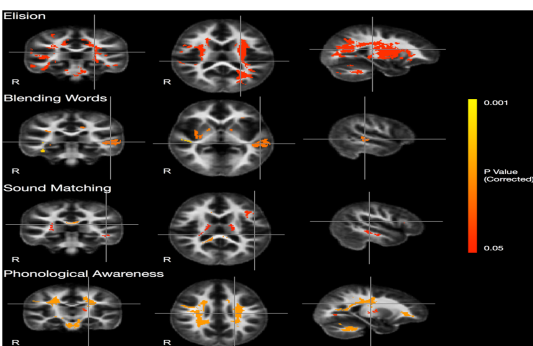 Elision
R
R
Blending Words
R
R
Sound Matching
R
R
Phonological Awareness
R
R
0.001
P Value
(Corrected)
0.05